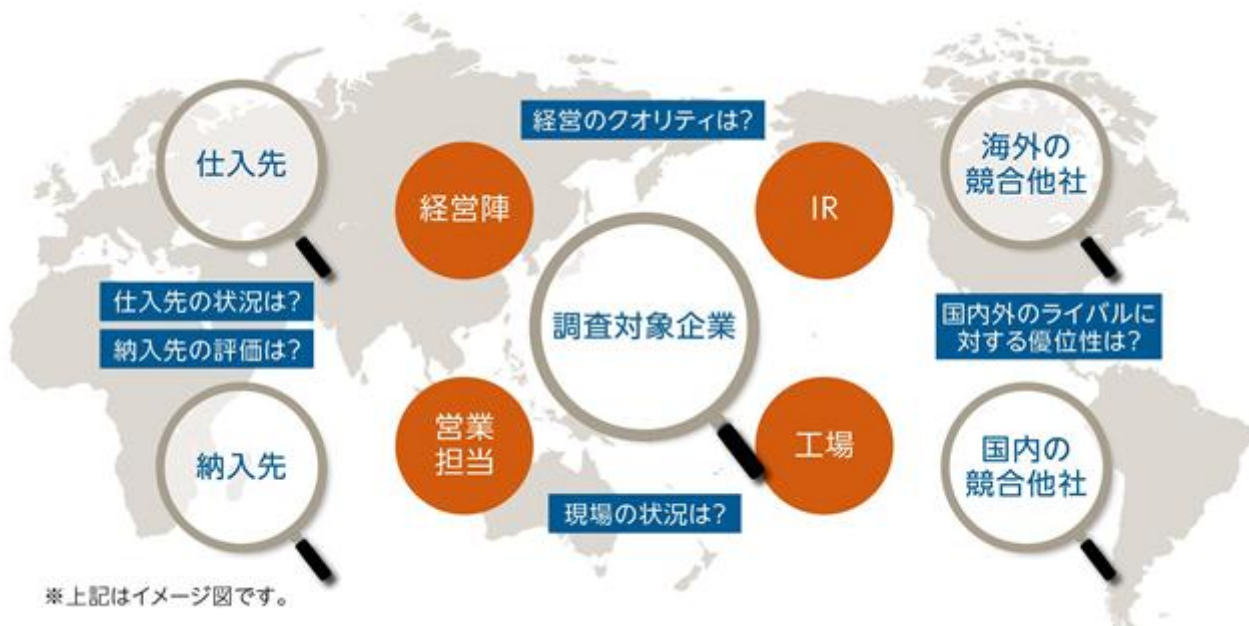 経営のクオリティは?
仕入先
経営陣
IR
海外の
競合他社
仕入先の状況は?
納入先の評価は?
調査対象企業
国内外のライバルに
対する優位性は?
納入先
営業
担当
工場
国内の
競合他社
現場の状況は?
※上記はイメージ図です。